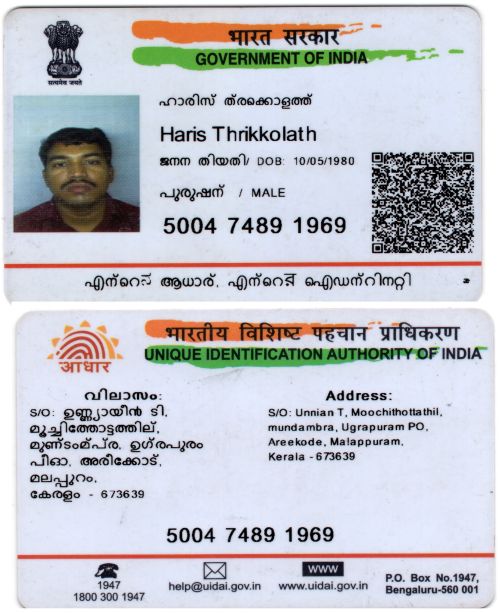 भारत सरकार
GOVERNMENT OF INDIA
सत्यमेव जयते
ഹാരിസ് ത്രക്കൊളത്ത്
Haris Thrikkolath
ജനന തിയതി/ DOB: 10/05/1980
പുരുഷന് / MALE
5004 7489 1969
ആധാർ, ഐഡന്റിറ്റി
भारतीय विशिष्ट पहचान प्राधिकरण
UNIQUE IDENTIFICATION AUTHORITY OF INDIA
आधार
വിലാസം:
S/O: ഉണ്ണ്യായീൻ ടി,
മൂച്ചിത്തോട്ടത്തില്,
മുണ്ടംമ്പ്ര, ഉഗ്രപുരം
പിഓ, അരീക്കോട്,
മലപ്പുറം,
കേരളം - 673639
Address:
S/O: Unnian T, Moochithottathil,
mundambra, Ugrapuram PO,
Areekode, Malappuram,
Kerala - 673639
5004 7489 1969
1947
1800 300 1947
help@uidai.gov.in
www
www.uidai.gov.in
P.O. Box No.1947,
Bengaluru-560 001